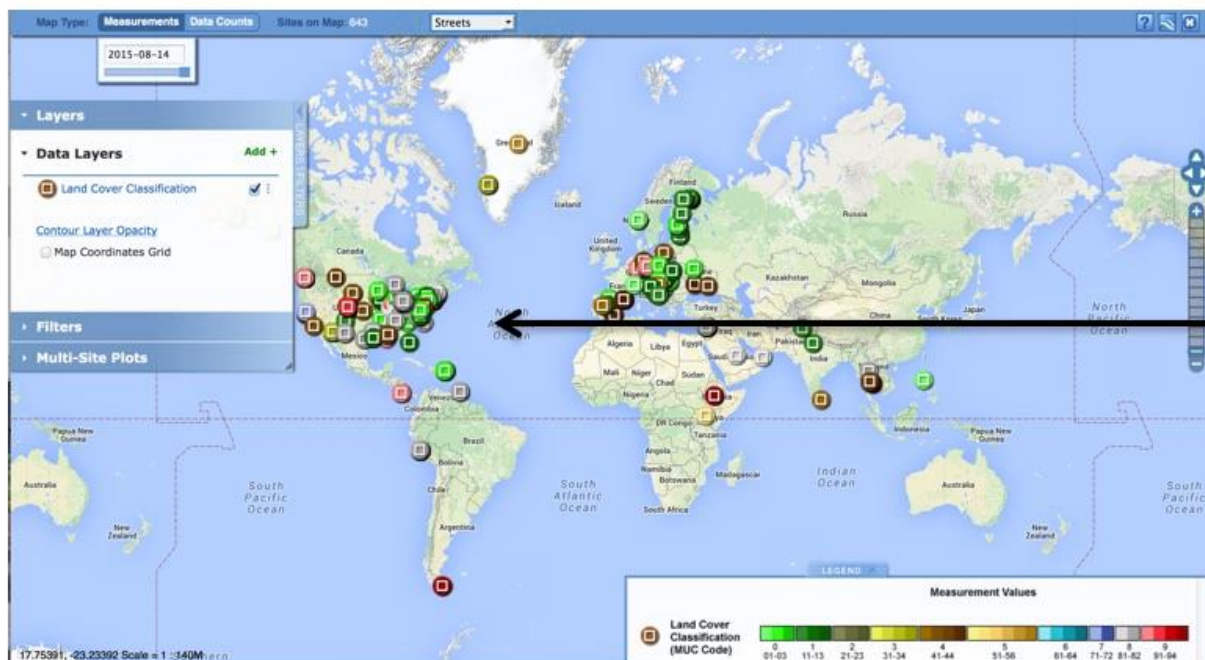 Map Type: Measurements Data Counts Sites on Map: 643 Streets
2015-08-14
Layers
Data Layers Add +
Land Cover Classification
Contour Layer Opacity
Map Coordinates Grid
Filters
Multi-Site Plots
LAYERS/FILTERS
Iceland
Finland
Sweden
Russia
Canada
United
Kingdom
Kazakhstan
Mongolia
Turkey
China
Japan
North
Pacific
Ocean
Mexico
Algeria
Libya
Egypt
Iraq
Iran
Pakistan
India
Mali
Niger
Chad
Sudan
Nigeria
Saudi
Venezuela
Colombia
DR Congo
Tanzania
Indonesia
Papua New
Guinea
Papua New
Guinea
Brazil
Bolivia
Angola
Namibia
Botswana
Madagascar
Indian
Ocean
Australia
Australia
South
Pacific
Ocean
Chile
South
Atlantic
Ocean
South Africa
South
Pacific
Ocean
New
Zealand
Argentina
New
Zealand
LEGEND
Measurement Values
Land Cover
Classification
(MUC Code)
0 1 2 3 4 5 6 7 8 9
01-03 11-13 21-23 31-34 41-44 51-56 61-64 71-72 81-82 91-94
17.75391, -23.23392 Scale = 1 : 140M